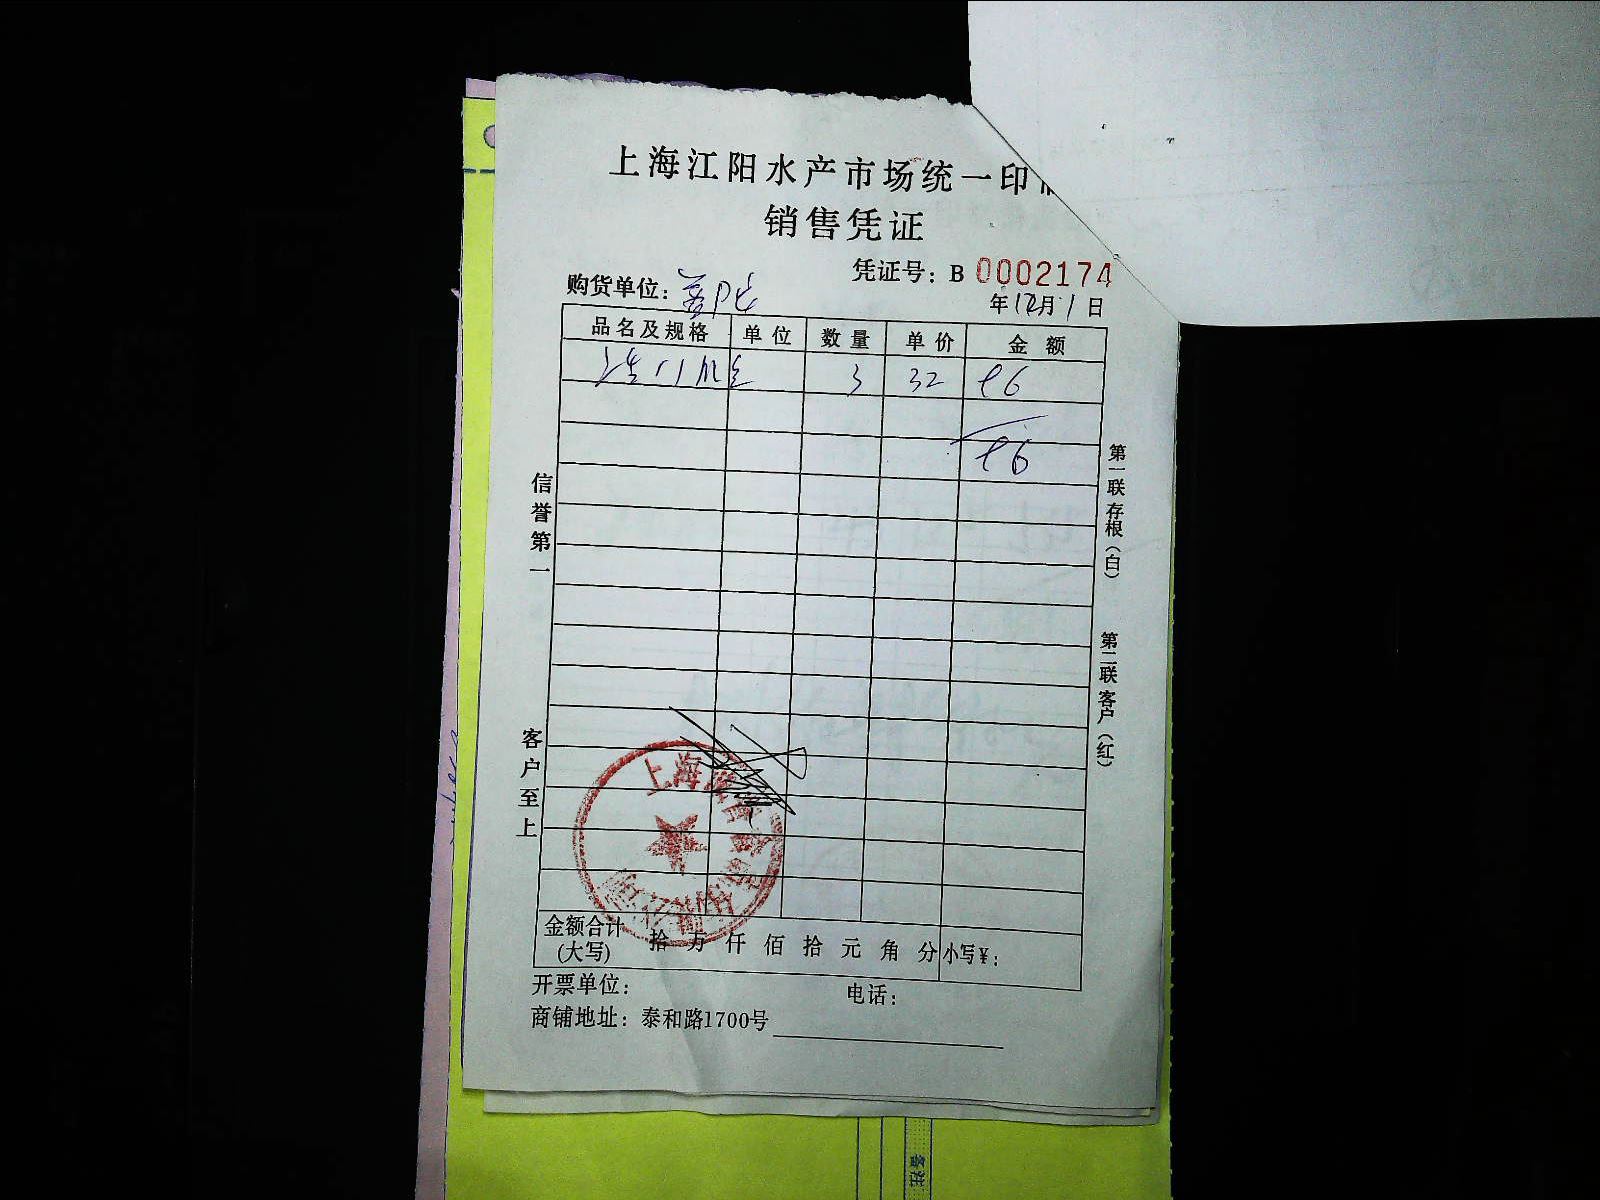 上海江阳水产市场统一印
销售凭证
凭证号：B 0002174
购货单位：
年12月1日
品名及规格 单位 数量 单价 金额
3 32 96
96
信誉第一
客户至上
第一联存根（白）
第二联客户（红）
上海
金额合计(大写) 拾万仟佰拾元角分 小写￥：
开票单位： 电话：
商铺地址：泰和路1700号
备注